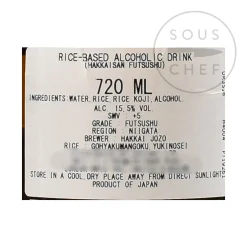 SOUS
CHEF
RICE-BASED ALCOHOLIC DRINK
(HAKKAISAN FUTSUSHU)
720 ML
INGREDIENTS:WATER, RICE, RICE KOJI, ALCOHOL
ALC 15.5% VOL
SMV +5
GRADE FUTSUSHU
REGION NIIGATA
BREWER HAKKAI JOZO
RICE GOHYAKUMANGOKU, YUKINOSEI
STORE IN A COOL, DRY PLACE AWAY FROM DIRECT SUNLIGHT
PRODUCT OF JAPAN